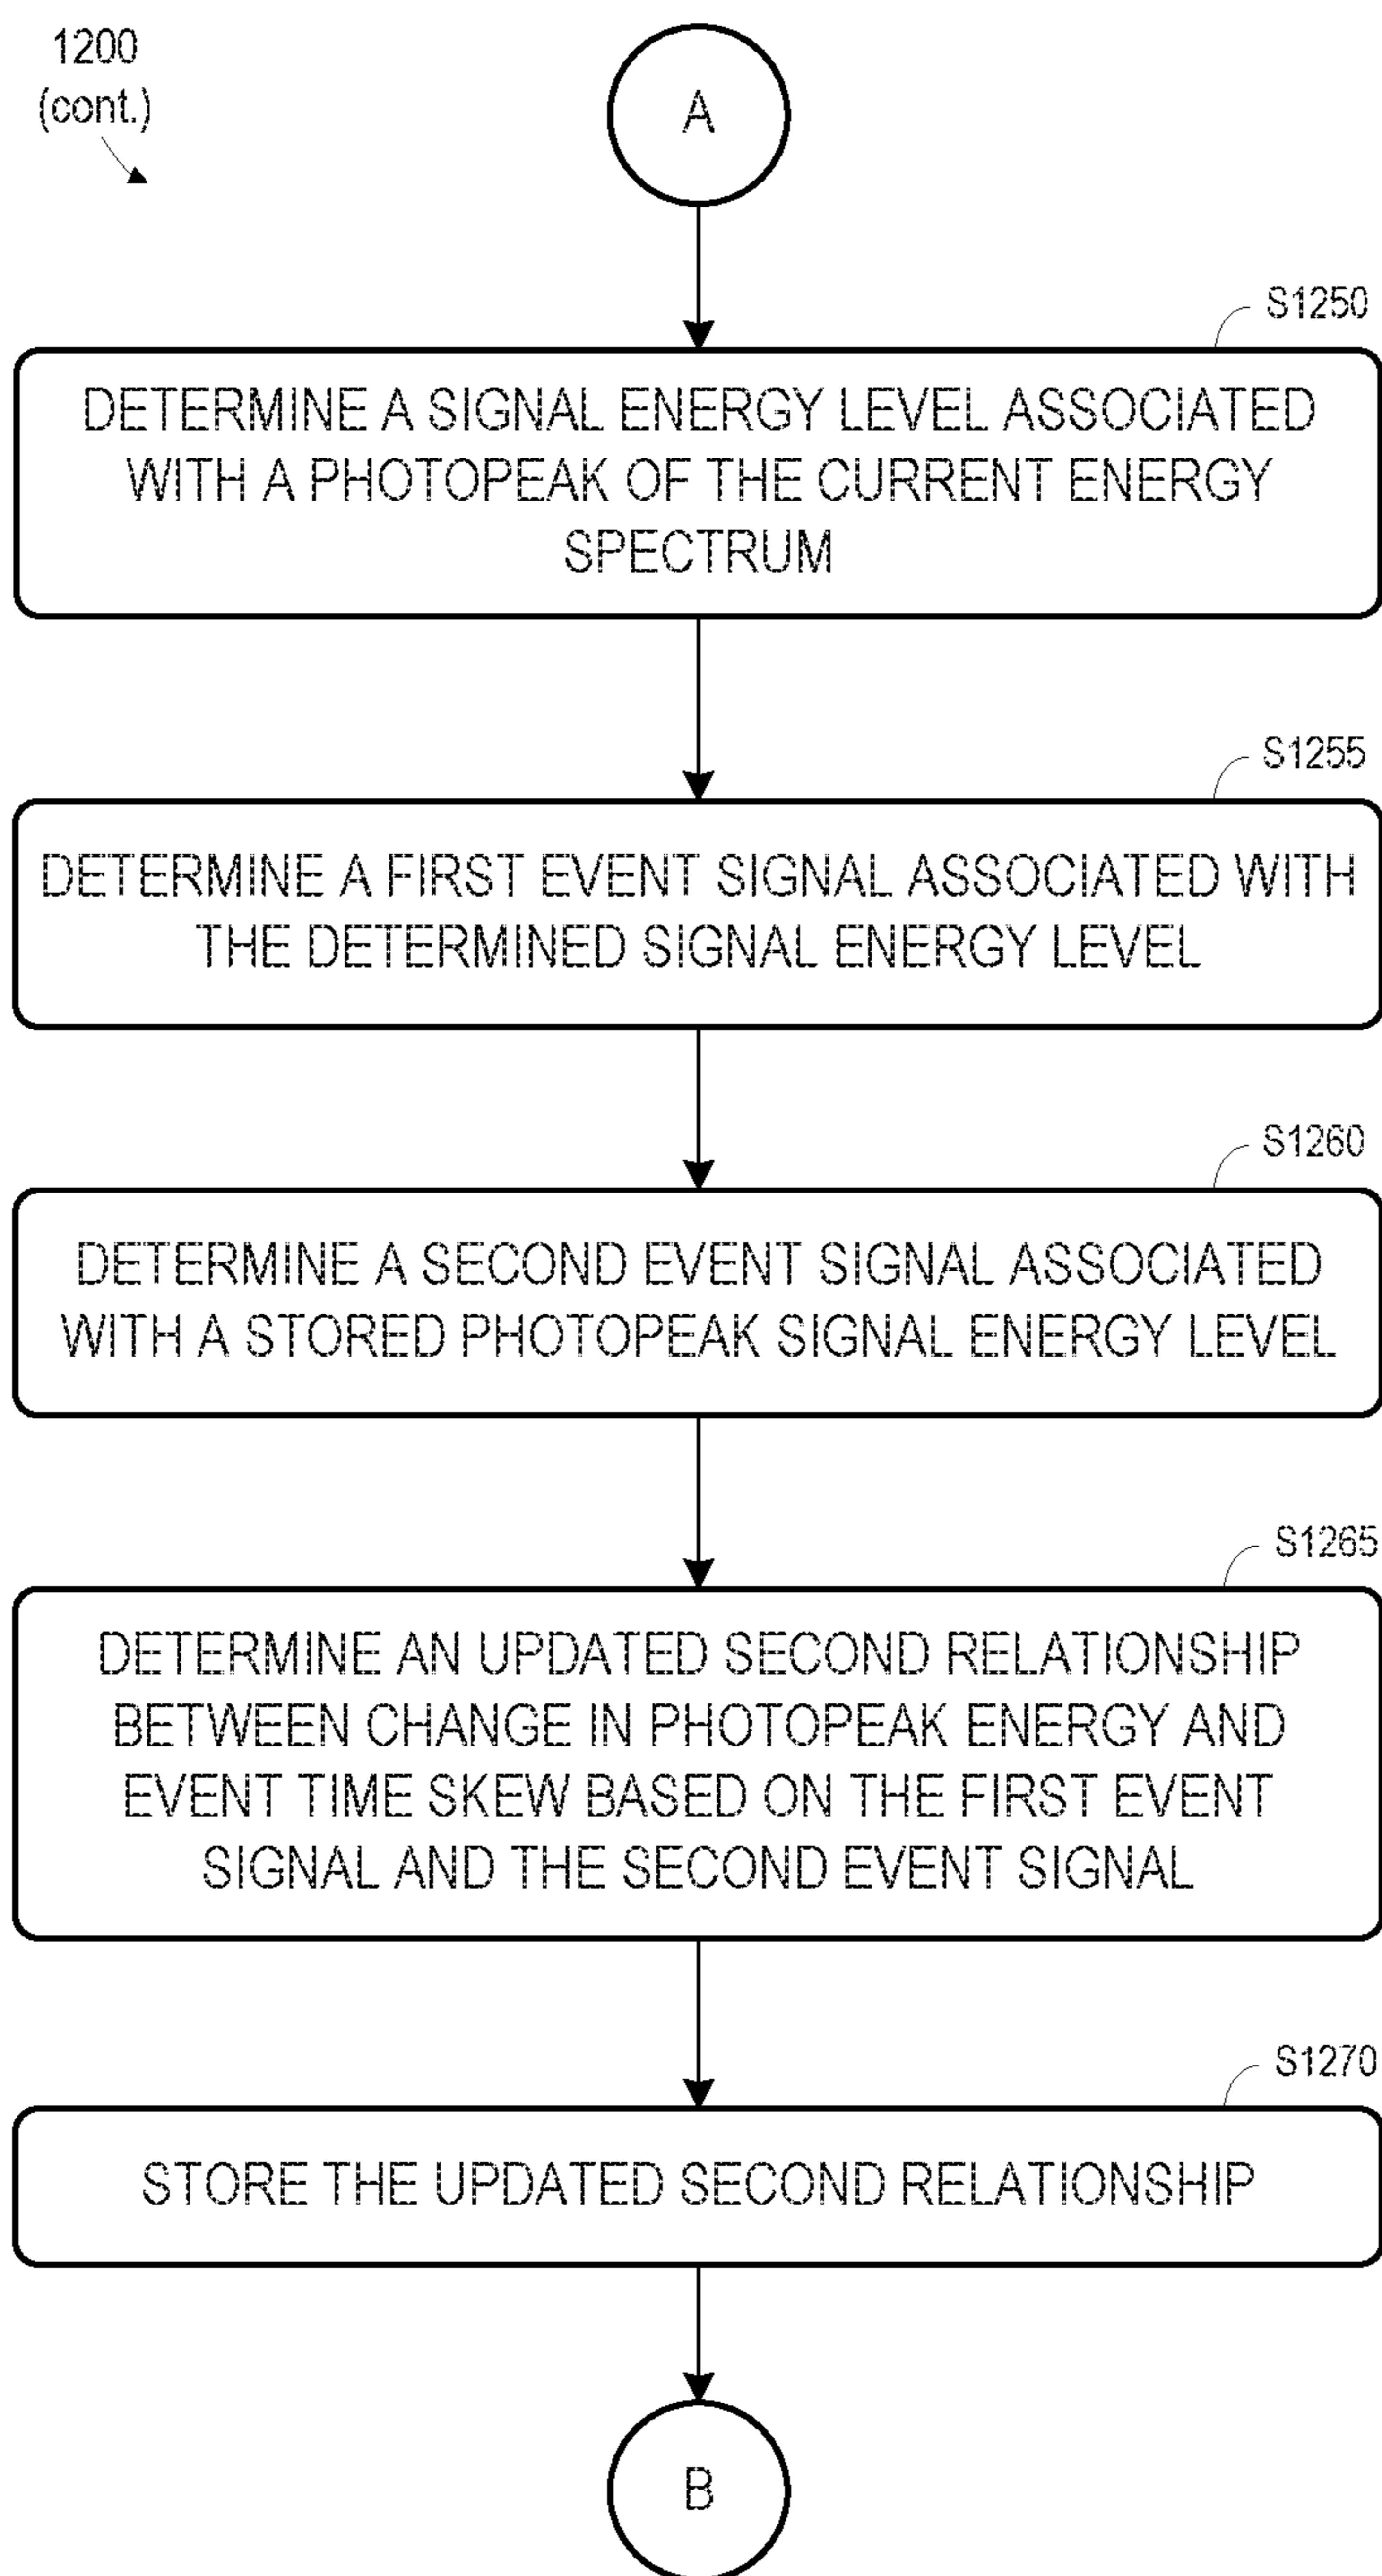 1200
(cont.)
A
S1250
DETERMINE A SIGNAL ENERGY LEVEL ASSOCIATED
WITH A PHOTOPEAK OF THE CURRENT ENERGY
SPECTRUM
S1255
DETERMINE A FIRST EVENT SIGNAL ASSOCIATED WITH
THE DETERMINED SIGNAL ENERGY LEVEL
S1260
DETERMINE A SECOND EVENT SIGNAL ASSOCIATED
WITH A STORED PHOTOPEAK SIGNAL ENERGY LEVEL
S1265
DETERMINE AN UPDATED SECOND RELATIONSHIP
BETWEEN CHANGE IN PHOTOPEAK ENERGY AND
EVENT TIME SKEW BASED ON THE FIRST EVENT
SIGNAL AND THE SECOND EVENT SIGNAL
S1270
STORE THE UPDATED SECOND RELATIONSHIP
B